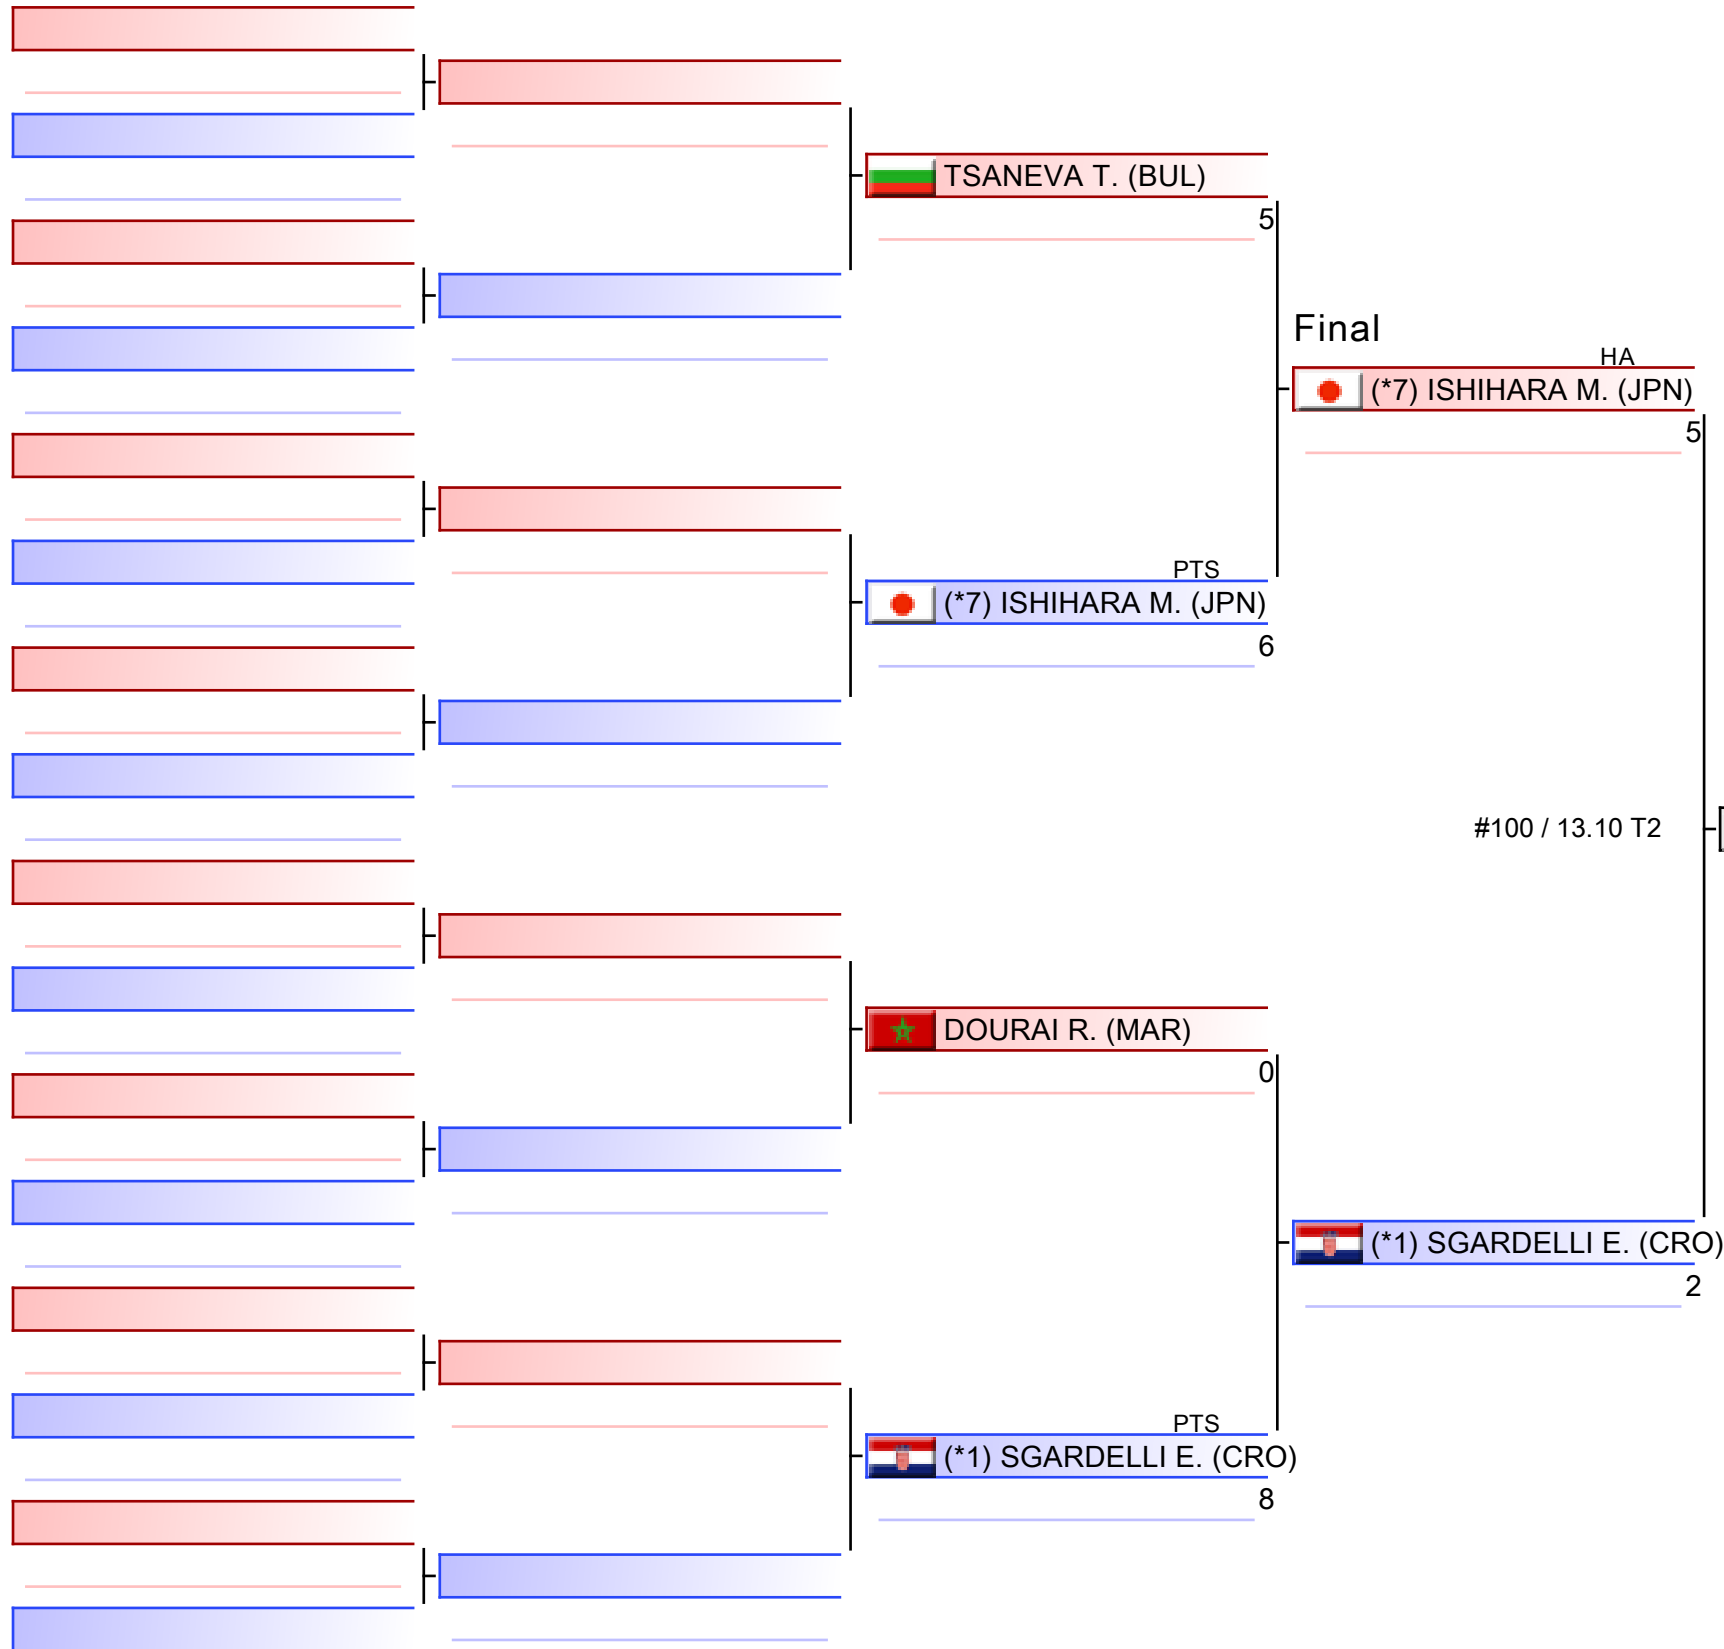 TSANEVA T. (BUL)
5
Final
HA
(*7) ISHIHARA M. (JPN)
5
PTS
(*7) ISHIHARA M. (JPN)
6
#100 / 13.10 T2
DOURAI R. (MAR)
0
(*1) SGARDELLI E. (CRO)
2
PTS
(*1) SGARDELLI E. (CRO)
8